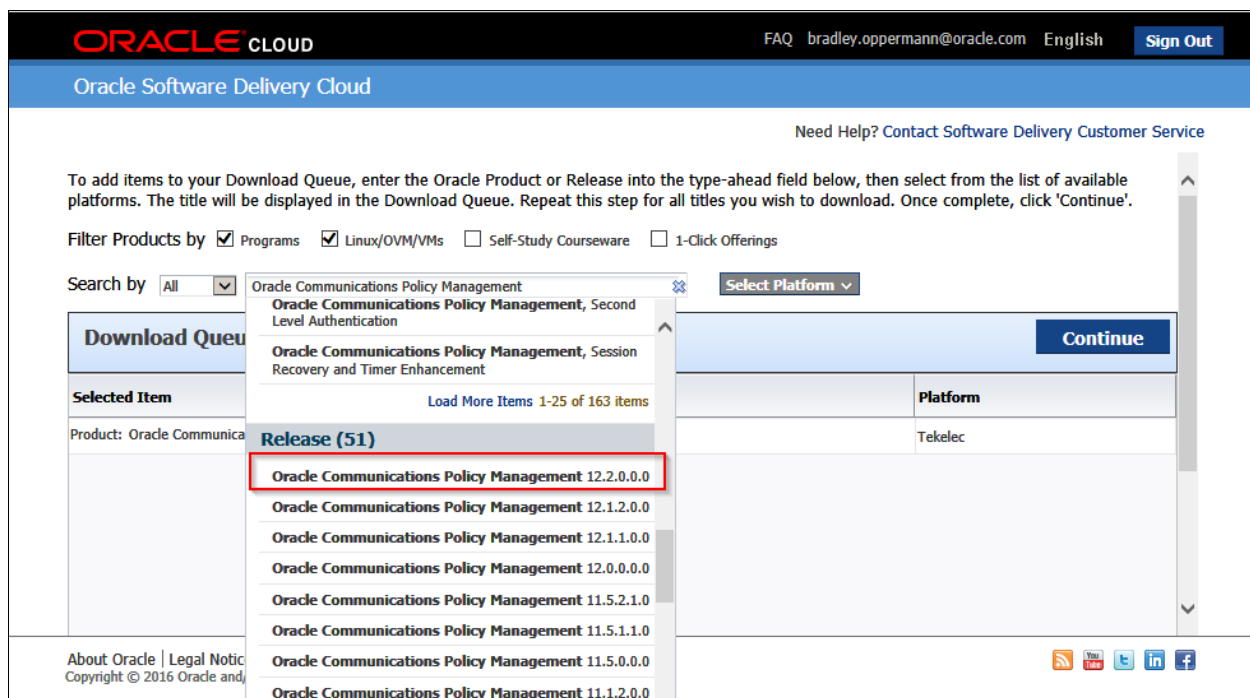 ORACLE CLOUD
FAQ bradley.oppermann@oracle.com English Sign Out
Oracle Software Delivery Cloud
Need Help? Contact Software Delivery Customer Service
To add items to your Download Queue, enter the Oracle Product or Release into the type-ahead field below, then select from the list of available
platforms. The title will be displayed in the Download Queue. Repeat this step for all titles you wish to download. Once complete, click 'Continue'.
Filter Products by Programs Linux/OVM/VMs Self-Study Courseware 1-Click Offerings
Search by All Oracle Communications Policy Management Select Platform
Oracle Communications Policy Management, Second
Level Authentication
Download Queu
Continue
Oracle Communications Policy Management, Session
Recovery and Timer Enhancement
Selected Item
Platform
Load More Items 1-25 of 163 items
Product: Oracle Communica
Tekelec
Release (51)
Oracle Communications Policy Management 12.2.0.0.0
Oracle Communications Policy Management 12.1.2.0.0
Oracle Communications Policy Management 12.1.1.0.0
Oracle Communications Policy Management 12.0.0.0.0
Oracle Communications Policy Management 11.5.2.1.0
Oracle Communications Policy Management 11.5.1.1.0
Oracle Communications Policy Management 11.5.0.0.0
Oracle Communications Policy Management 11.1.2.0.0
About Oracle | Legal Notic
Copyright © 2016 Oracle and/
You Tube
in
f